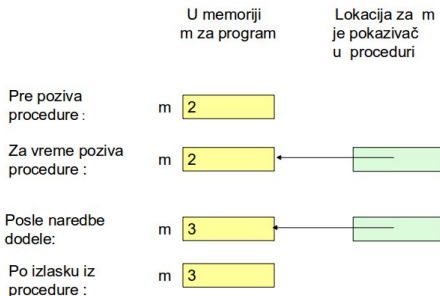 U memoriji
m za program
Lokacija za m
je pokazivač
u proceduri
Pre poziva
procedure :
m 2
Za vreme poziva
procedure :
m 2
Posle naredbe
dodele:
m 3
Po izlasku iz
procedure :
m 3